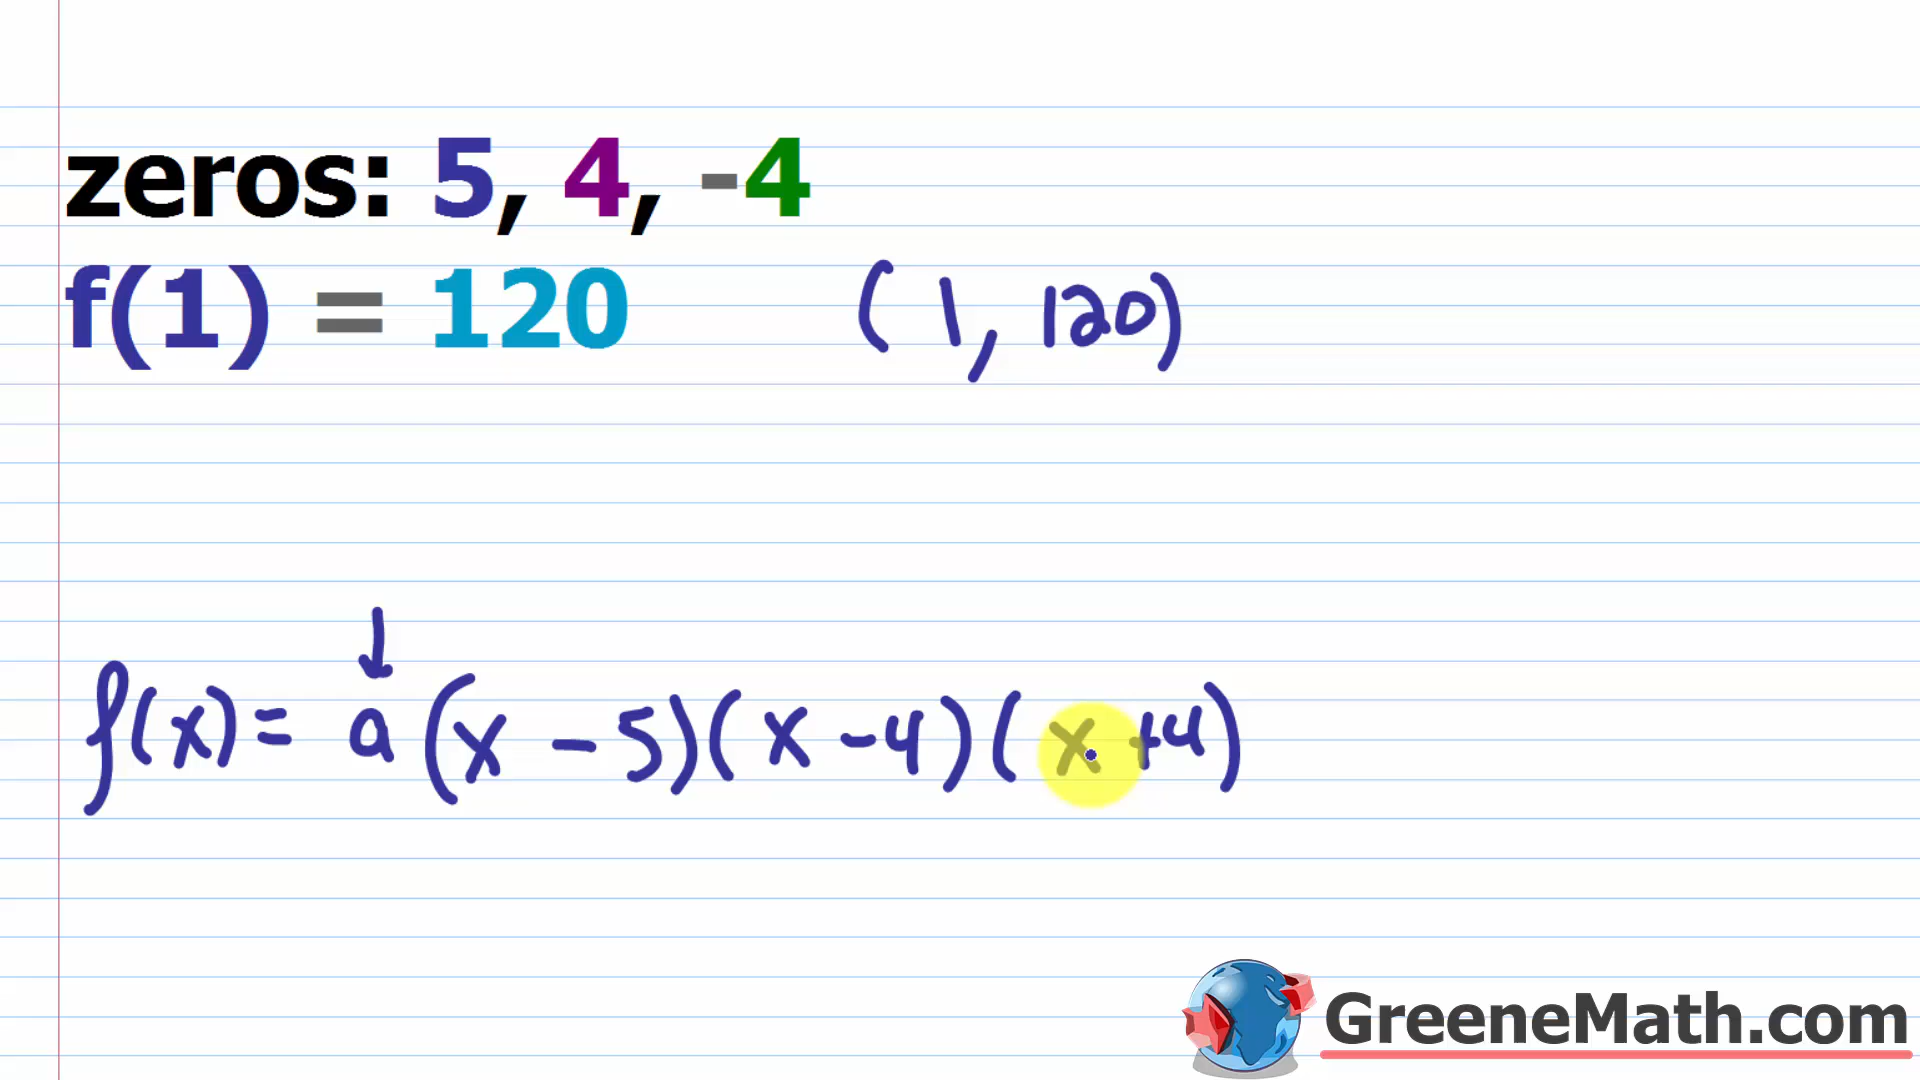 zeros: 5, 4, -4
f(1) = 120 (1, 120)
f(x) = a(x - 5)(x - 4)(x + 4)
GreeneMath.com